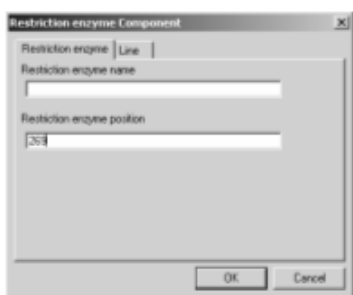 Restriction enzyme Component
Restriction enzyme
Line
Restriction enzyme name
Restriction enzyme position
269
OK
Cancel